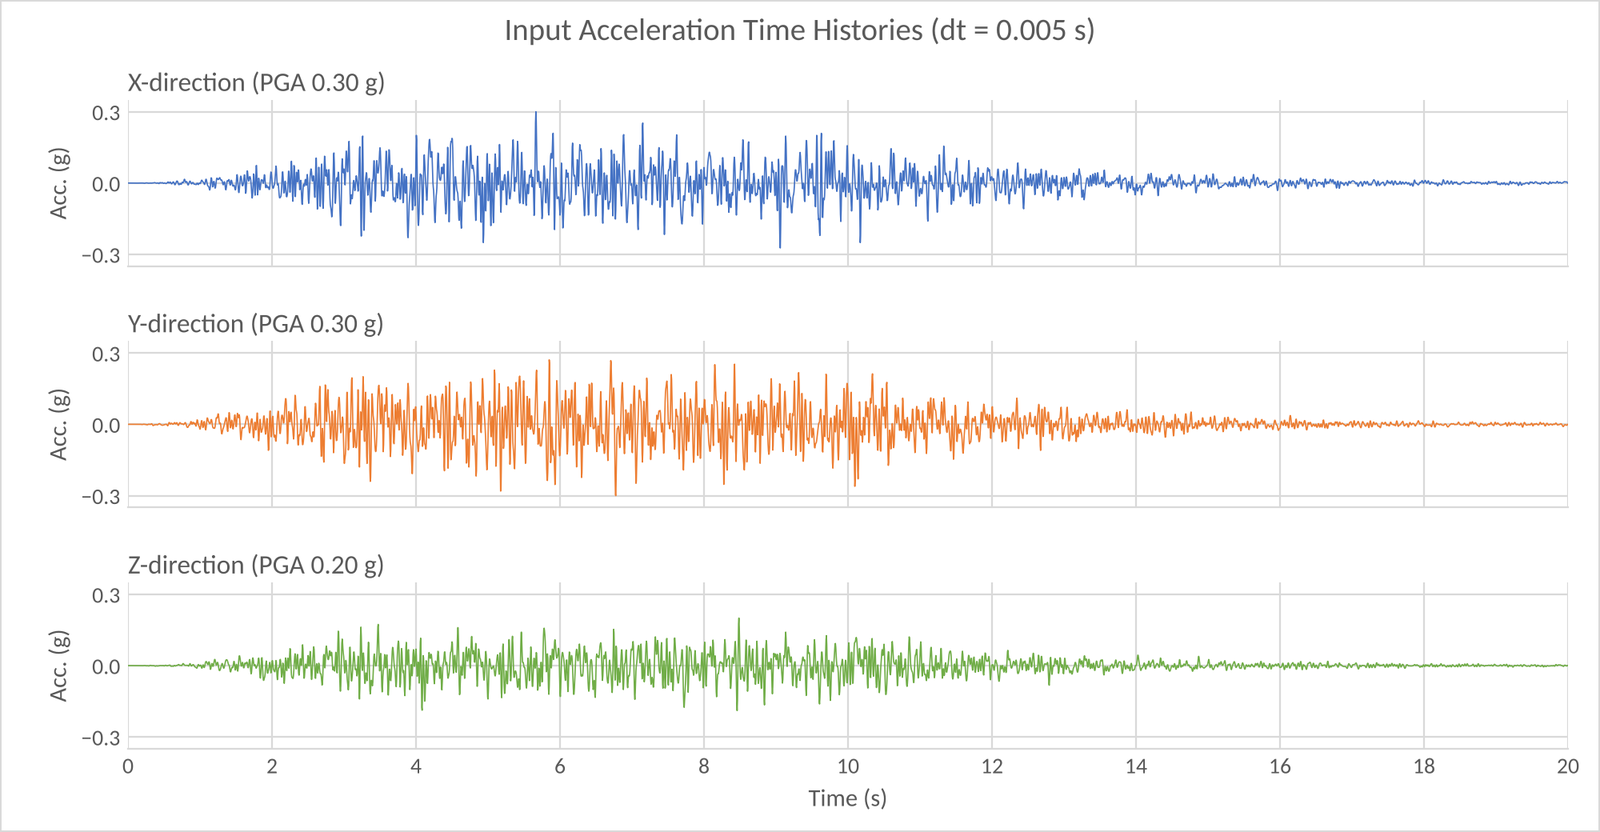 Input Acceleration Time Histories (dt = 0.005 s)
X-direction (PGA 0.30 g)
0.3
0.0
−0.3
Acc. (g)
Y-direction (PGA 0.30 g)
0.3
0.0
−0.3
Acc. (g)
Z-direction (PGA 0.20 g)
0.3
0.0
−0.3
Acc. (g)
0 2 4 6 8 10 12 14 16 18 20
Time (s)